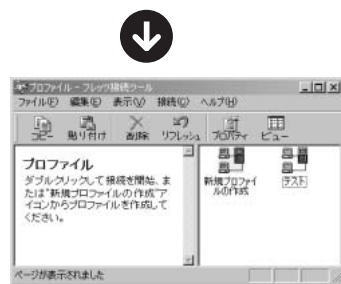 プロファイル - フレッツ接続ツール
ファイル(F) 編集(E) 表示(V) 接続(C) ヘルプ(H)
コピー 貼り付け 削除 リフレッシュ プロパティ ビュー
プロファイル
ダブルクリックして接続を開始、ま
たは"新規プロファイルの作成"ア
イコンからプロファイルを作成して
ください。
新規プロファイ
ルの作成
テスト
ページが表示されました